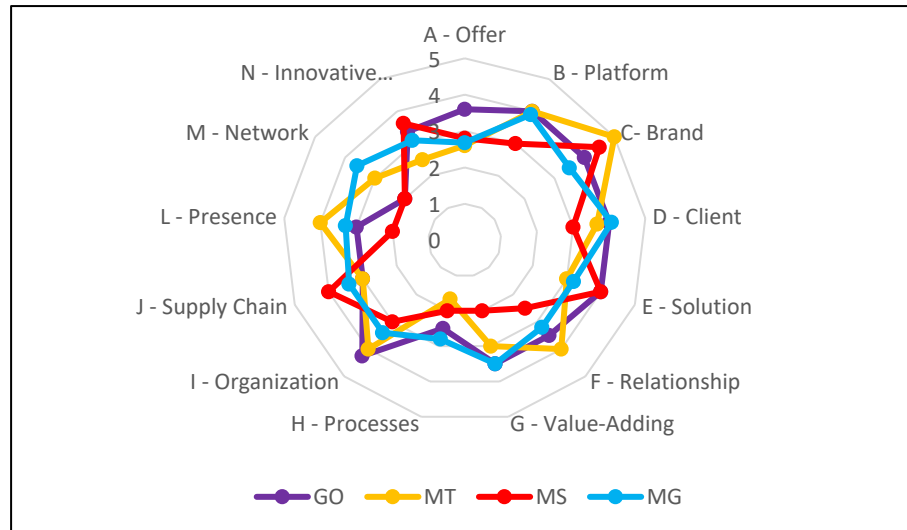 A - Offer
B - Platform
C- Brand
D - Client
E - Solution
F - Relationship
G - Value-Adding
H - Processes
I - Organization
J - Supply Chain
L - Presence
M - Network
N - Innovative...
5
4
3
2
1
0
GO MT MS MG